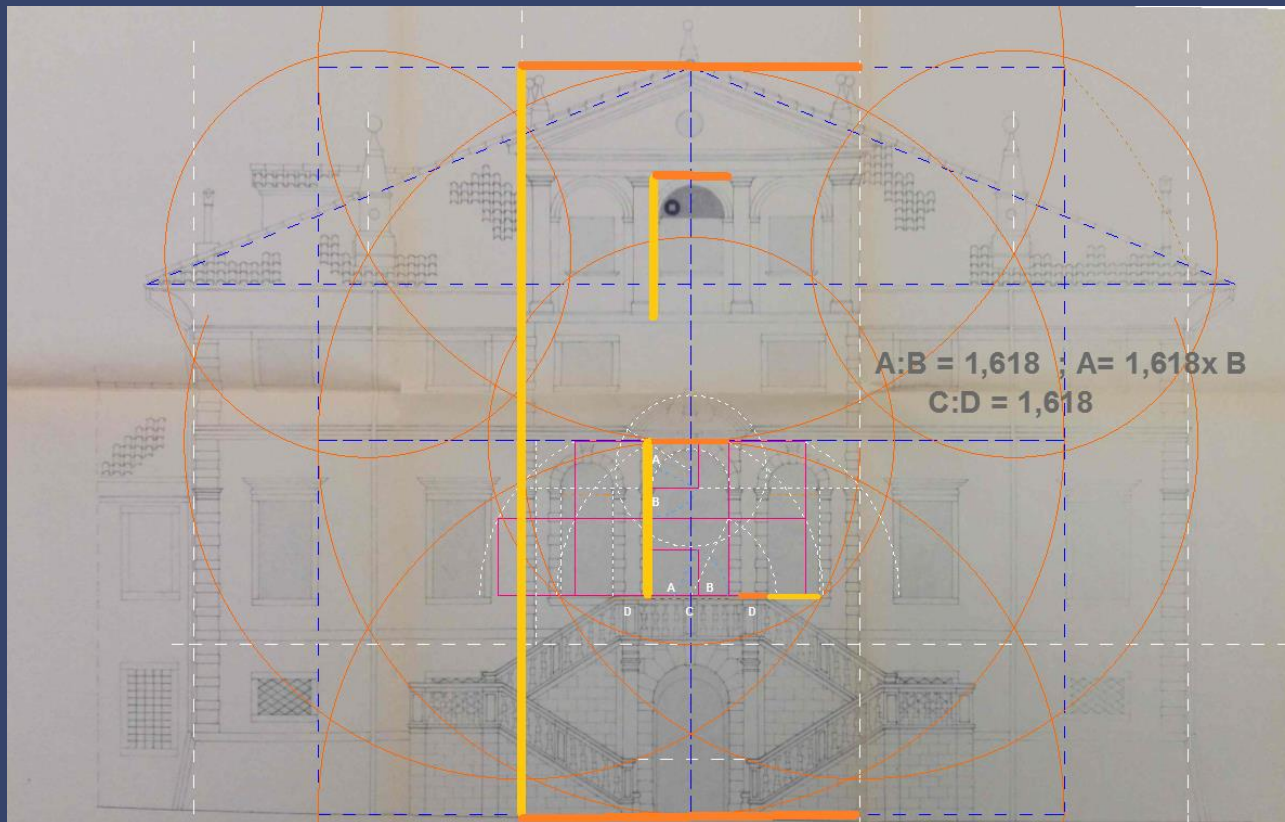 A:B = 1,618 ; A= 1,618x B
C:D = 1,618
A
B
A B
D C D